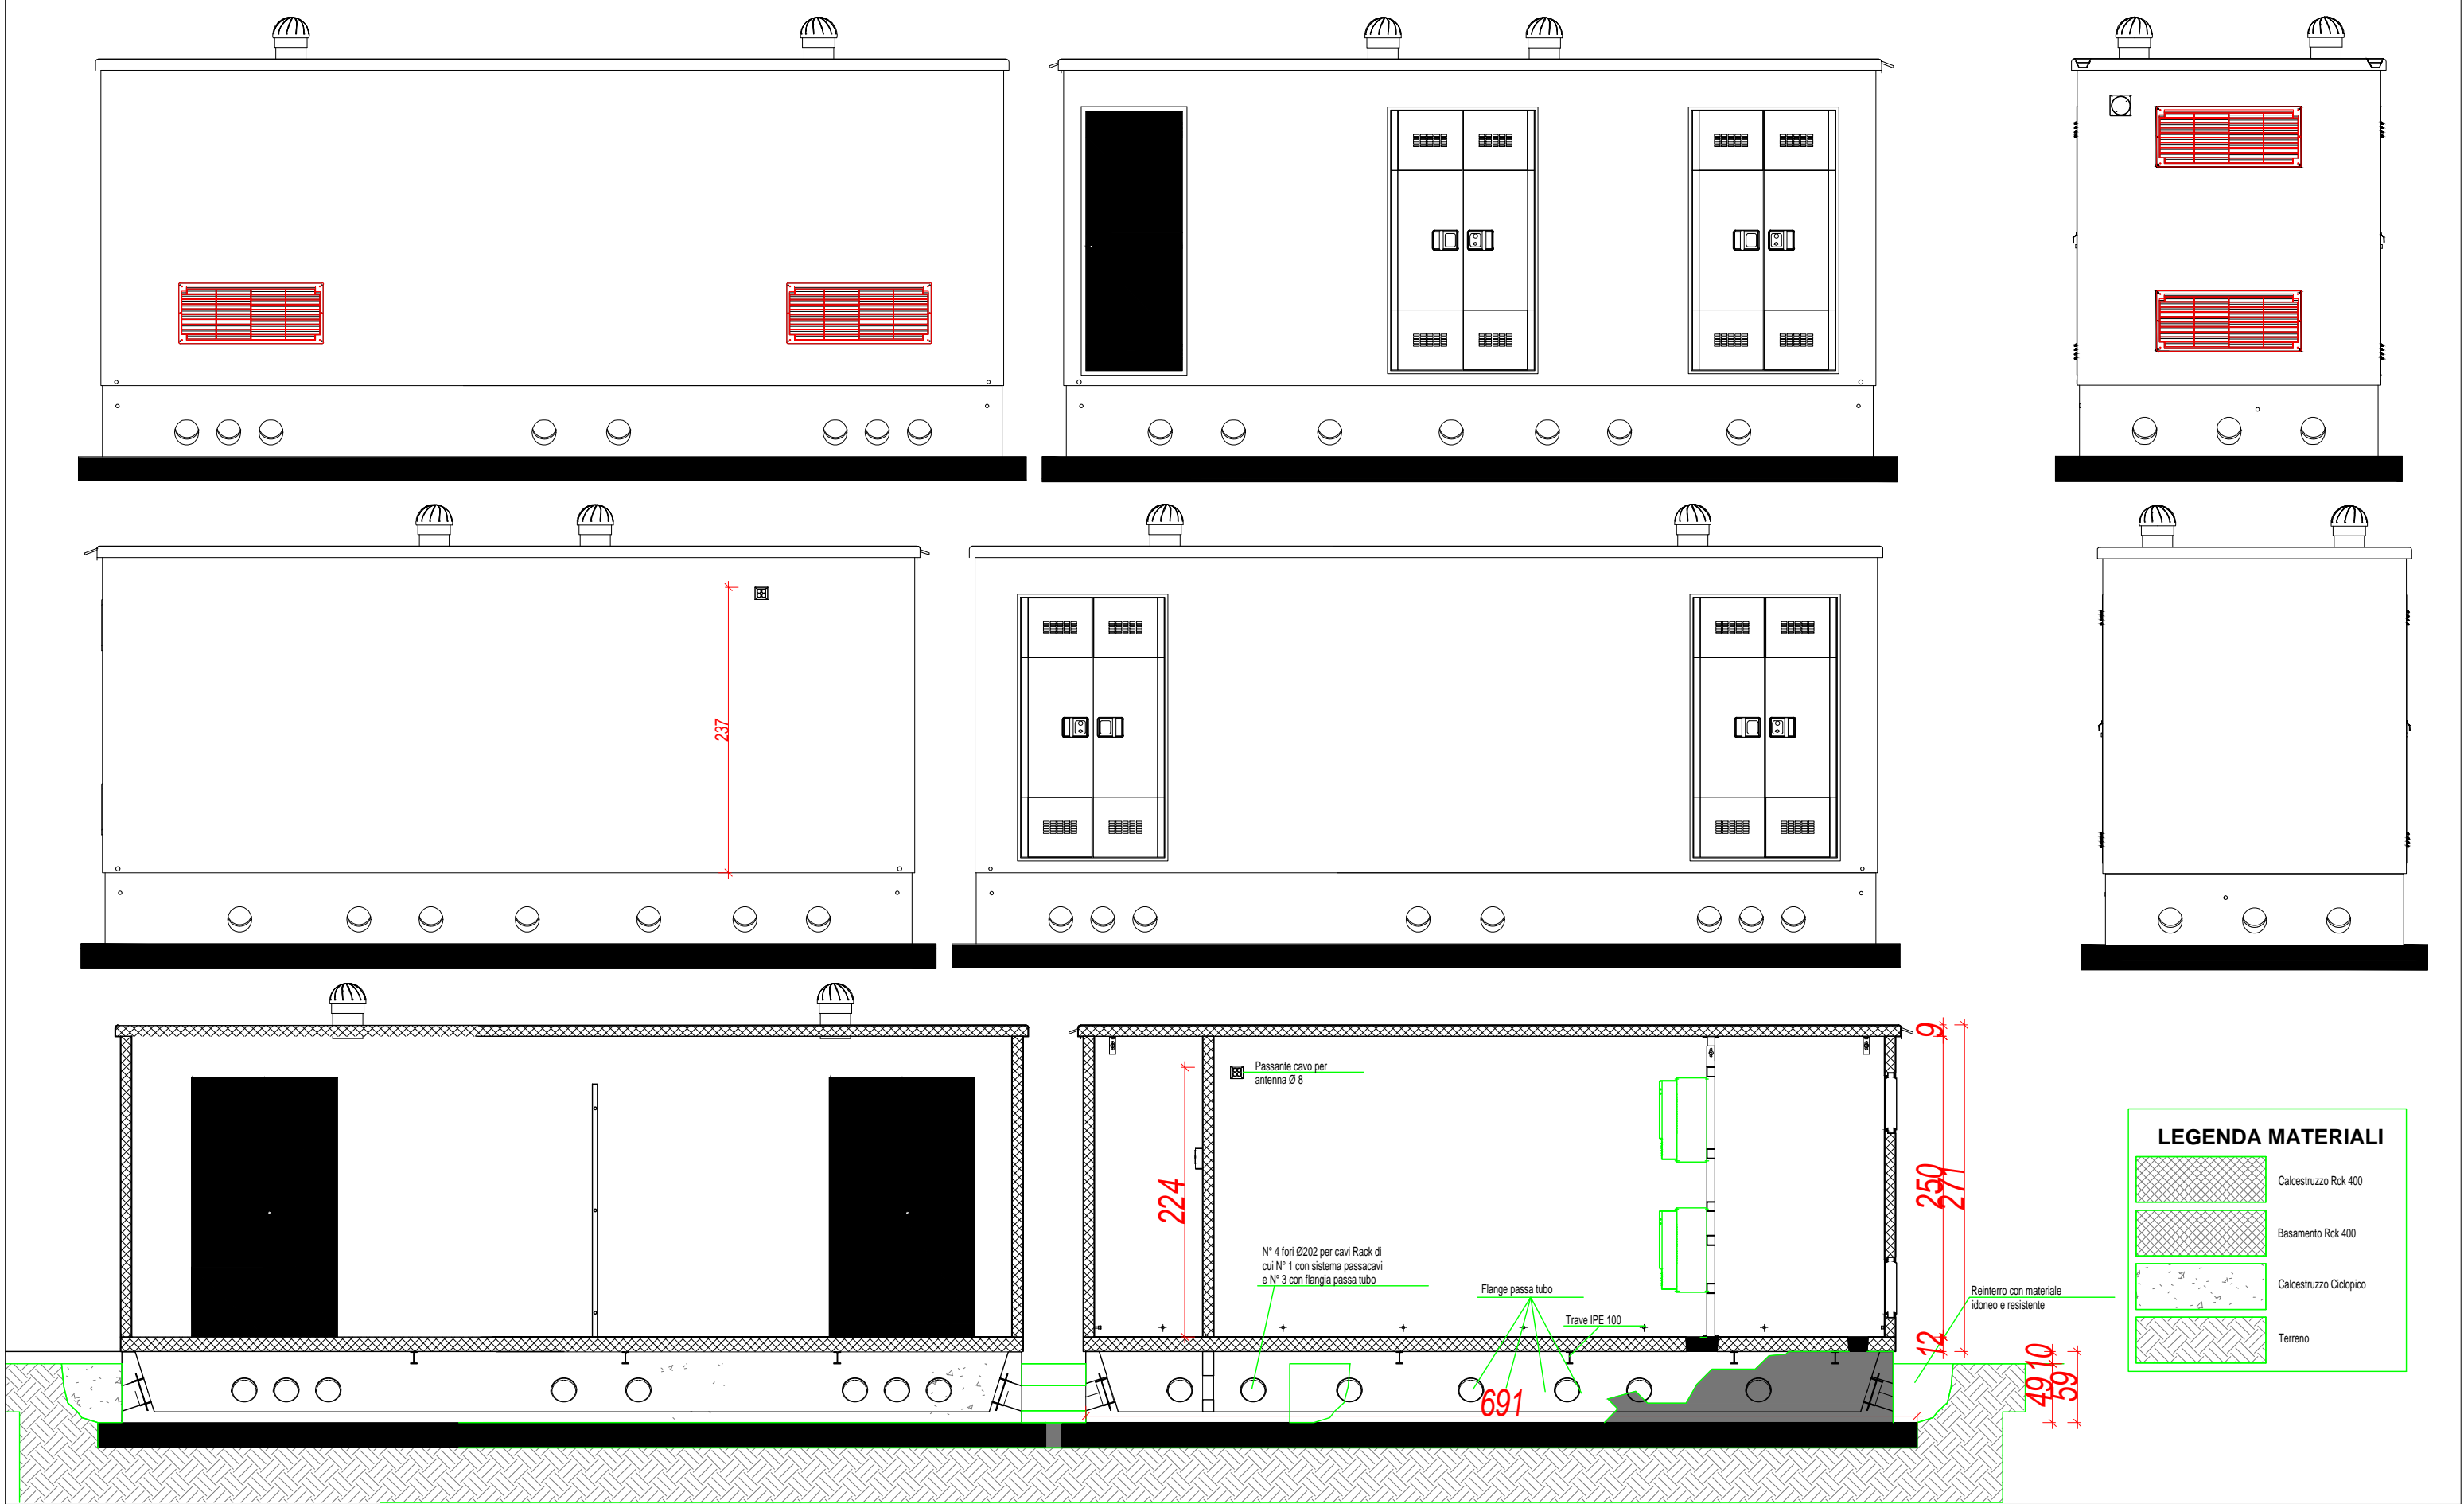 237
Passante cavo per
antenna Ø 8
224
N° 4 fori Ø202 per cavi Rack di
cui N° 1 con sistema passacavi
e N° 3 con flangia passa tubo
Flange passa tubo
Trave IPE 100
691
9
250
271
12
10
49
59
Reinterro con materiale
idoneo e resistente
LEGENDA MATERIALI
Calcestruzzo Rck 400
Basamento Rck 400
Calcestruzzo Ciclopico
Terreno